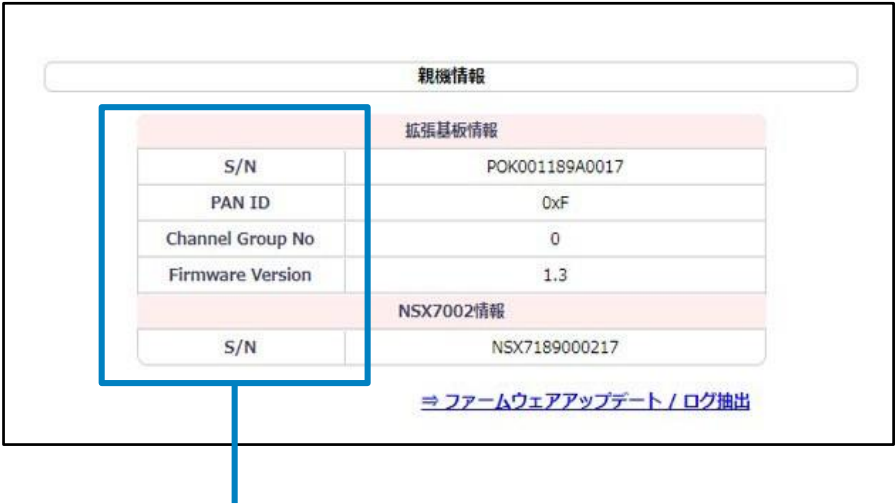 親機情報
拡張基板情報
S/N POK001189A0017
PAN ID 0xF
Channel Group No 0
Firmware Version 1.3
NSX7002情報
S/N NSX7189000217
⇒ ファームウェアアップデート / ログ抽出